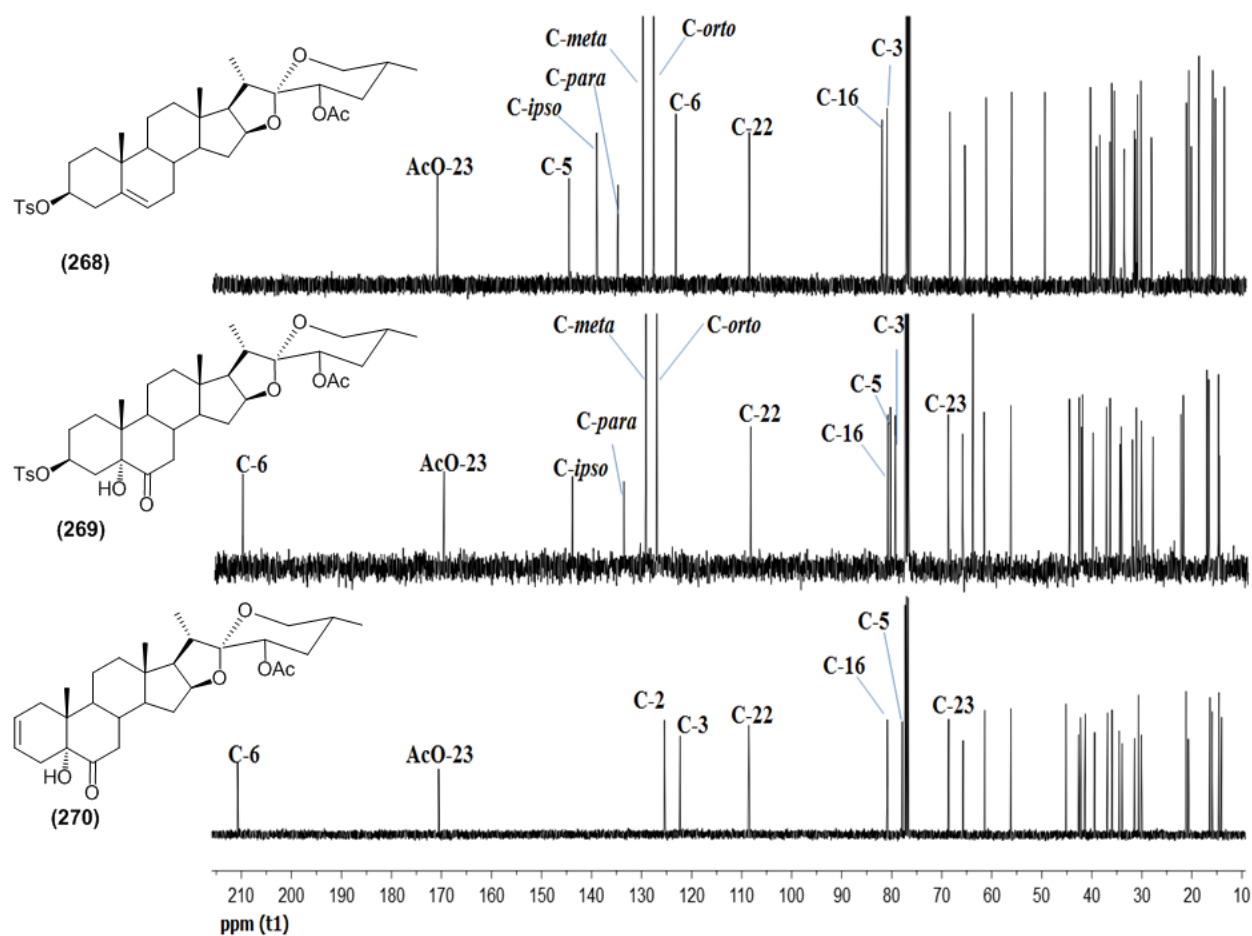 O
OAc
O
TsO
(268)
AcO-23
C-5
C-ipso
C-para
C-meta
C-orto
C-6
C-22
C-16
C-3
O
OAc
O
TsO
HO
O
(269)
C-6
AcO-23
C-ipso
C-para
C-meta
C-orto
C-22
C-16
C-5
C-3
C-23
O
OAc
O
HO
O
(270)
C-6
AcO-23
C-2
C-3
C-22
C-16
C-5
C-23
210 200 190 180 170 160 150 140 130 120 110 100 90 80 70 60 50 40 30 20 10
ppm (t1)